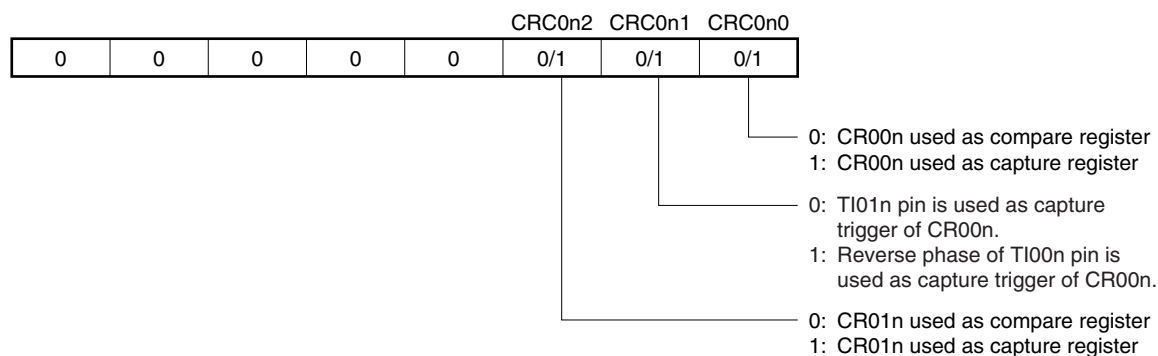 CRC0n2 CRC0n1 CRC0n0
0 0 0 0 0 0/1 0/1 0/1
0: CR00n used as compare register
1: CR00n used as capture register
0: TI01n pin is used as capture
trigger of CR00n.
1: Reverse phase of TI00n pin is
used as capture trigger of CR00n.
0: CR01n used as compare register
1: CR01n used as capture register